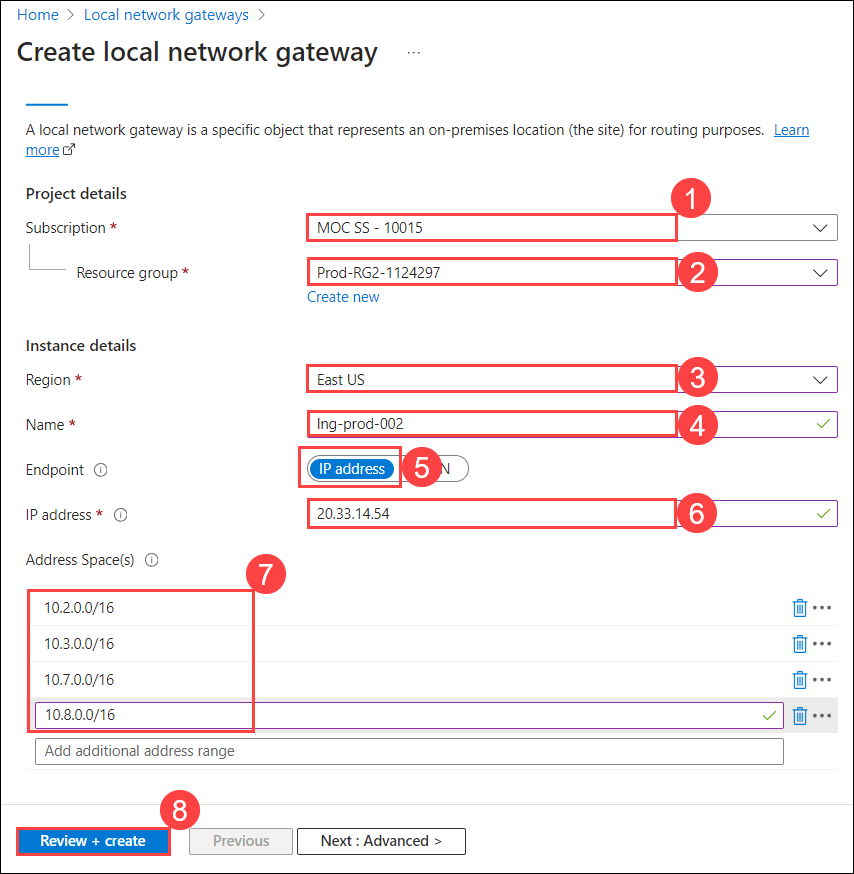 Home > Local network gateways >
Create local network gateway ...
A local network gateway is a specific object that represents an on-premises location (the site) for routing purposes. Learn
more
Project details
1
Subscription *
MOC SS - 10015
Resource group *
Prod-RG2-1124297
2
Create new
Instance details
Region *
East US
3
Name *
lng-prod-002
4
Endpoint
IP address
5
N
IP address *
20.33.14.54
6
Address Space(s)
7
10.2.0.0/16
10.3.0.0/16
10.7.0.0/16
10.8.0.0/16
Add additional address range
8
Review + create
Previous
Next : Advanced >